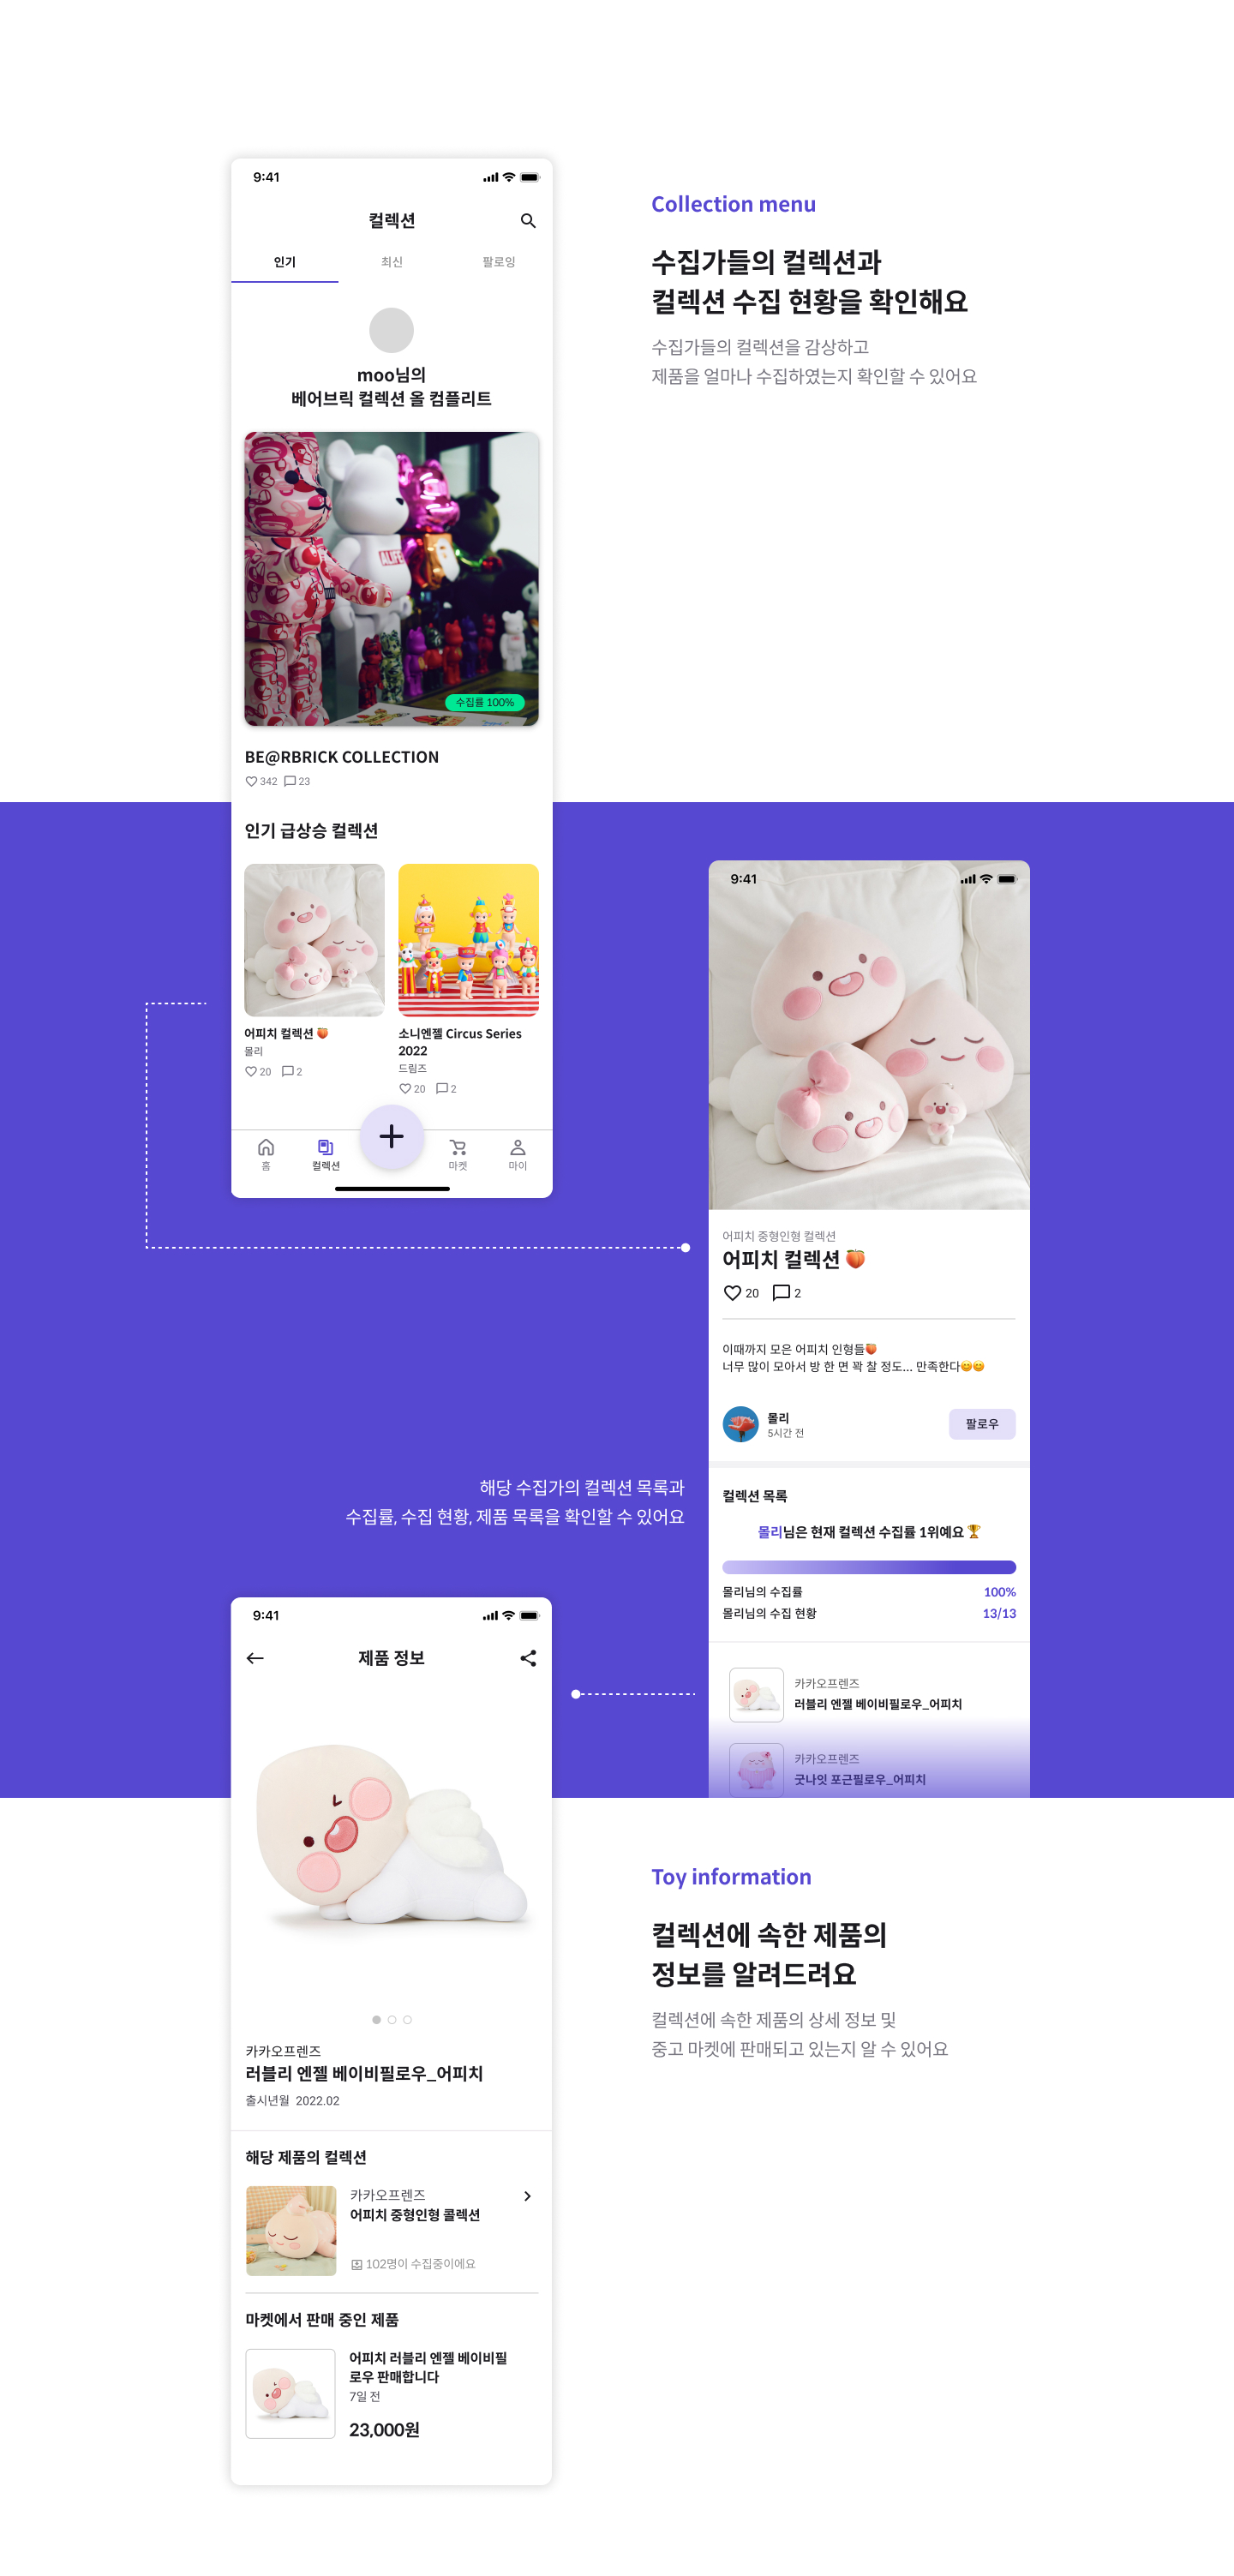 9:41
컬렉션
인기
최신
팔로잉
moo님의
베어브릭 컬렉션 올 컴플리트
ALIFE
수집률 100%
BE@RBRICK COLLECTION
342
23
인기 급상승 컬렉션
어피치 컬렉션 🍑
몰리
20
2
소니엔젤 Circus Series
2022
드림즈
20
2
홈
컬렉션
마켓
마이
Collection menu
수집가들의 컬렉션과
컬렉션 수집 현황을 확인해요
수집가들의 컬렉션을 감상하고
제품을 얼마나 수집하였는지 확인할 수 있어요
9:41
어피치 중형인형 컬렉션
어피치 컬렉션 🍑
20
2
이때까지 모은 어피치 인형들🍑
너무 많이 모아서 방 한 면 꽉 찰 정도... 만족한다😊😊
몰리
5시간 전
팔로우
컬렉션 목록
몰리님은 현재 컬렉션 수집률 1위예요 🏆
몰리님의 수집률
100%
몰리님의 수집 현황
13/13
카카오프렌즈
러블리 엔젤 베이비필로우_어피치
카카오프렌즈
굿나잇 포근필로우_어피치
해당 수집가의 컬렉션 목록과
수집률, 수집 현황, 제품 목록을 확인할 수 있어요
9:41
제품 정보
카카오프렌즈
러블리 엔젤 베이비필로우_어피치
출시년월 2022.02
해당 제품의 컬렉션
카카오프렌즈
어피치 중형인형 콜렉션
102명이 수집중이에요
마켓에서 판매 중인 제품
어피치 러블리 엔젤 베이비필
로우 판매합니다
7일 전
23,000원
Toy information
컬렉션에 속한 제품의
정보를 알려드려요
컬렉션에 속한 제품의 상세 정보 및
중고 마켓에 판매되고 있는지 알 수 있어요